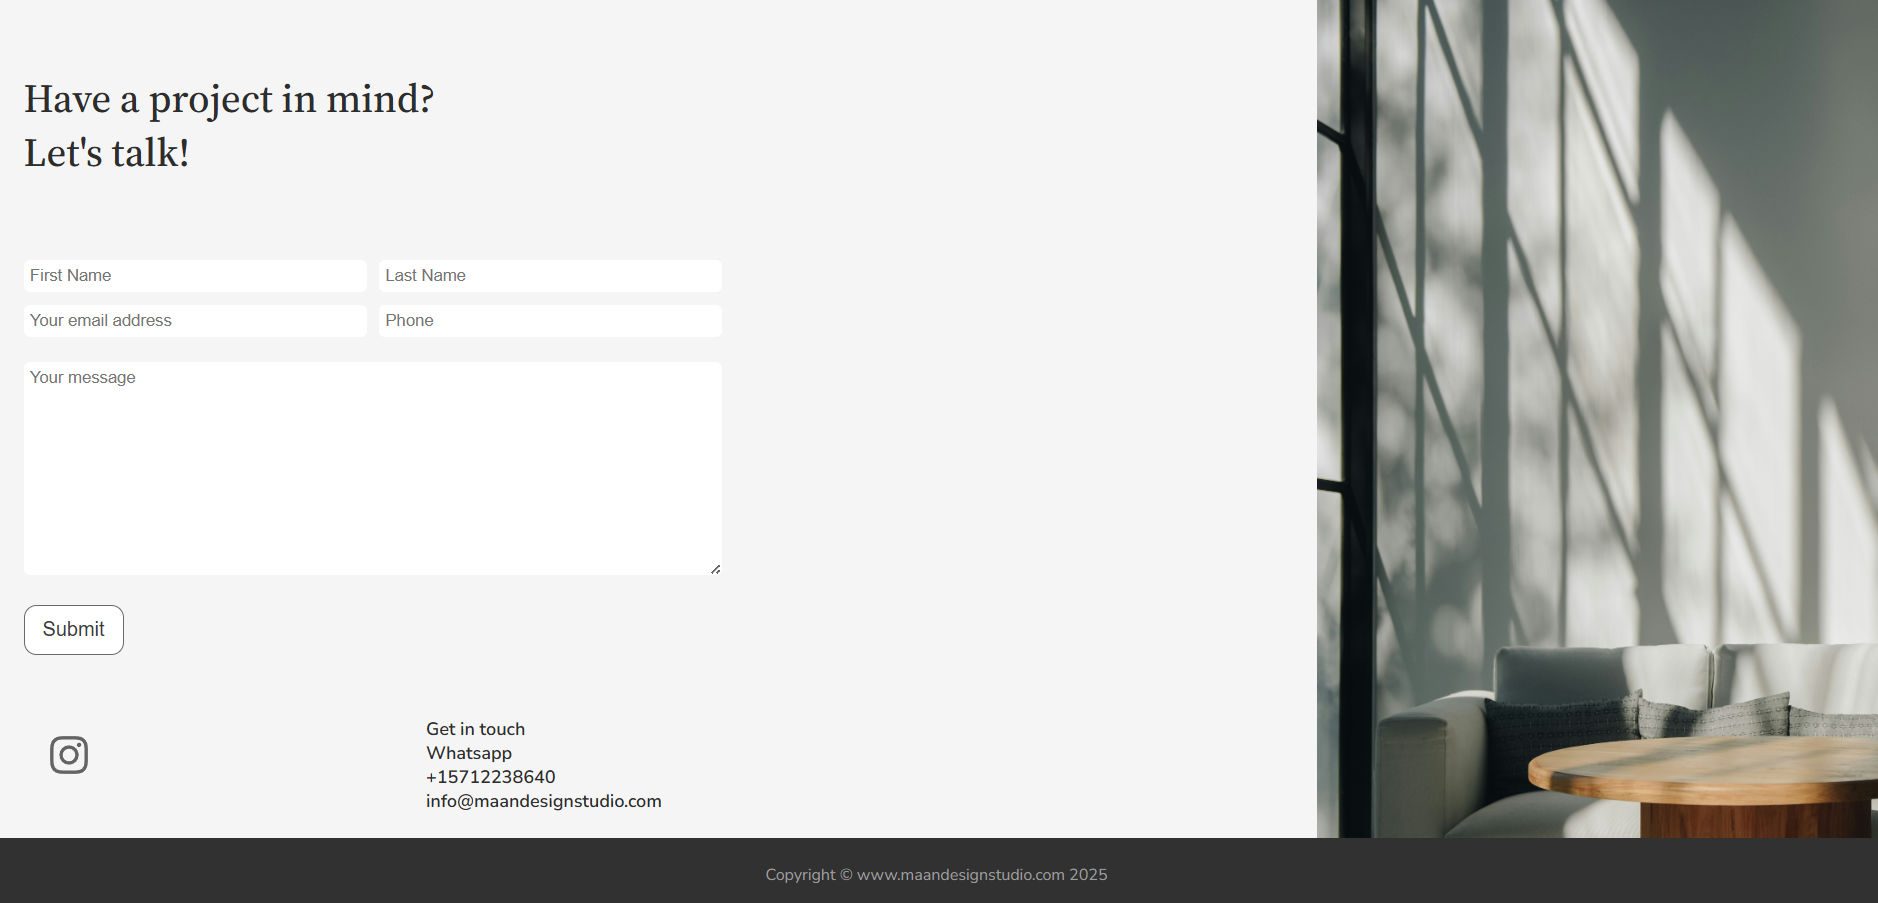 Have a project in mind?
Let's talk!
First Name
Last Name
Your email address
Phone
Your message
Submit
Get in touch
Whatsapp
+15712238640
info@maandesignstudio.com
Copyright © www.maandesignstudio.com 2025